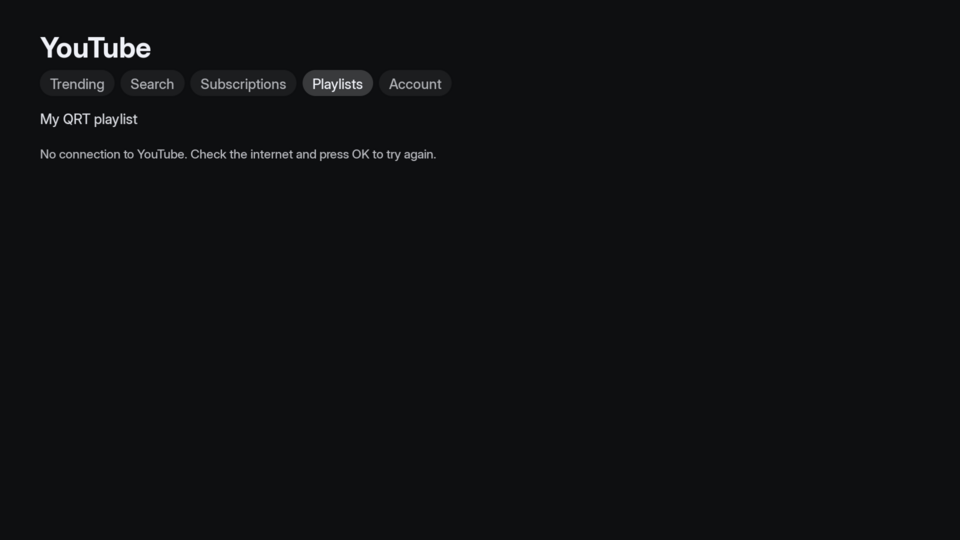 YouTube
Trending Search Subscriptions Playlists Account
My QRT playlist
No connection to YouTube. Check the internet and press OK to try again.